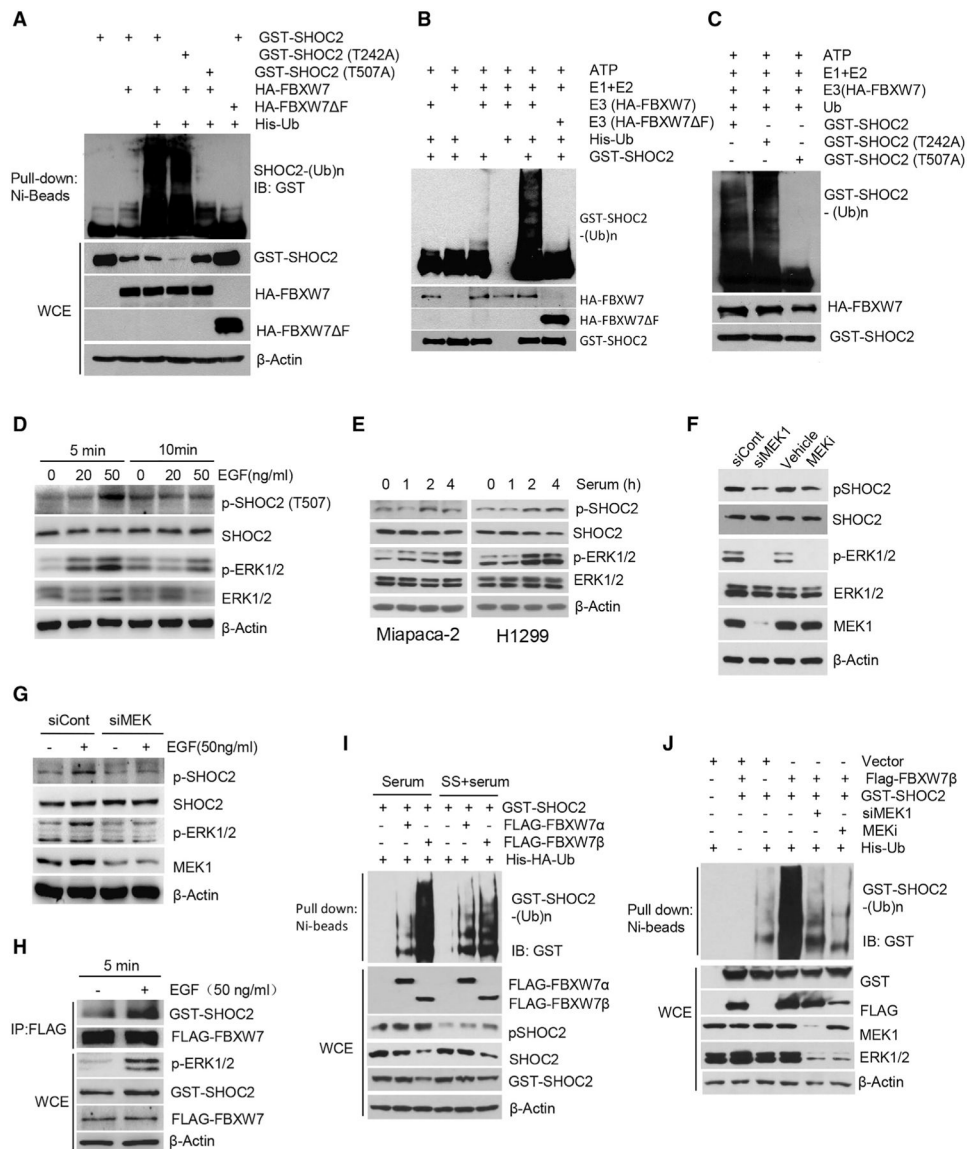 A
+ + + + GST-SHOC2
+ GST-SHOC2 (T242A)
+ GST-SHOC2 (T507A)
+ + + + HA-FBXW7
+ HA-FBXW7ΔF
+ + + + His-Ub
Pull-down:
Ni-Beads
SHOC2-(Ub)n
IB: GST
WCE
GST-SHOC2
HA-FBXW7
HA-FBXW7ΔF
β-Actin
B
+ + + + + + ATP
+ + + + + E1+E2
+ + + + E3 (HA-FBXW7)
+ E3 (HA-FBXW7ΔF)
+ + + + + His-Ub
+ + + + + GST-SHOC2
GST-SHOC2
-(Ub)n
HA-FBXW7
HA-FBXW7ΔF
GST-SHOC2
C
+ + + ATP
+ + + E1+E2
+ + + E3(HA-FBXW7)
+ + + Ub
+ - - GST-SHOC2
- + - GST-SHOC2 (T242A)
- - + GST-SHOC2 (T507A)
GST-SHOC2
- (Ub)n
HA-FBXW7
GST-SHOC2
D
5 min 10min
0 20 50 0 20 50 EGF(ng/ml)
p-SHOC2 (T507)
SHOC2
p-ERK1/2
ERK1/2
β-Actin
E
0 1 2 4 0 1 2 4 Serum (h)
p-SHOC2
SHOC2
p-ERK1/2
ERK1/2
β-Actin
Miapaca-2 H1299
F
siCont siMEK1 Vehicle MEKi
pSHOC2
SHOC2
p-ERK1/2
ERK1/2
MEK1
β-Actin
G
siCont siMEK
- + - + EGF(50ng/ml)
p-SHOC2
SHOC2
p-ERK1/2
MEK1
β-Actin
H
5 min
- + EGF (50 ng/ml)
IP:FLAG
GST-SHOC2
FLAG-FBXW7
WCE
p-ERK1/2
GST-SHOC2
FLAG-FBXW7
β-Actin
I
Serum SS+serum
+ + + + + + GST-SHOC2
+ + FLAG-FBXW7α
+ + FLAG-FBXW7β
+ + + + + + His-HA-Ub
Pull down:
Ni-beads
GST-SHOC2
-(Ub)n
IB: GST
WCE
FLAG-FBXW7α
FLAG-FBXW7β
pSHOC2
SHOC2
GST-SHOC2
β-Actin
J
+ + + Vector
+ + + + Flag-FBXW7β
- + + + + + GST-SHOC2
+ siMEK1
+ MEKi
+ - + + + + His-Ub
Pull down:
Ni-beads
GST-SHOC2
-(Ub)n
IB: GST
WCE
GST
FLAG
MEK1
ERK1/2
β-Actin